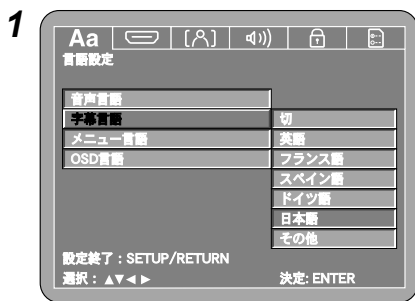 1
Aa
言語設定
音声言語
字幕言語
メニュー言語
OSD言語
切
英語
フランス語
スペイン語
ドイツ語
日本語
その他
設定終了 : SETUP/RETURN
選択 : ▲▼◀ ▶
決定: ENTER